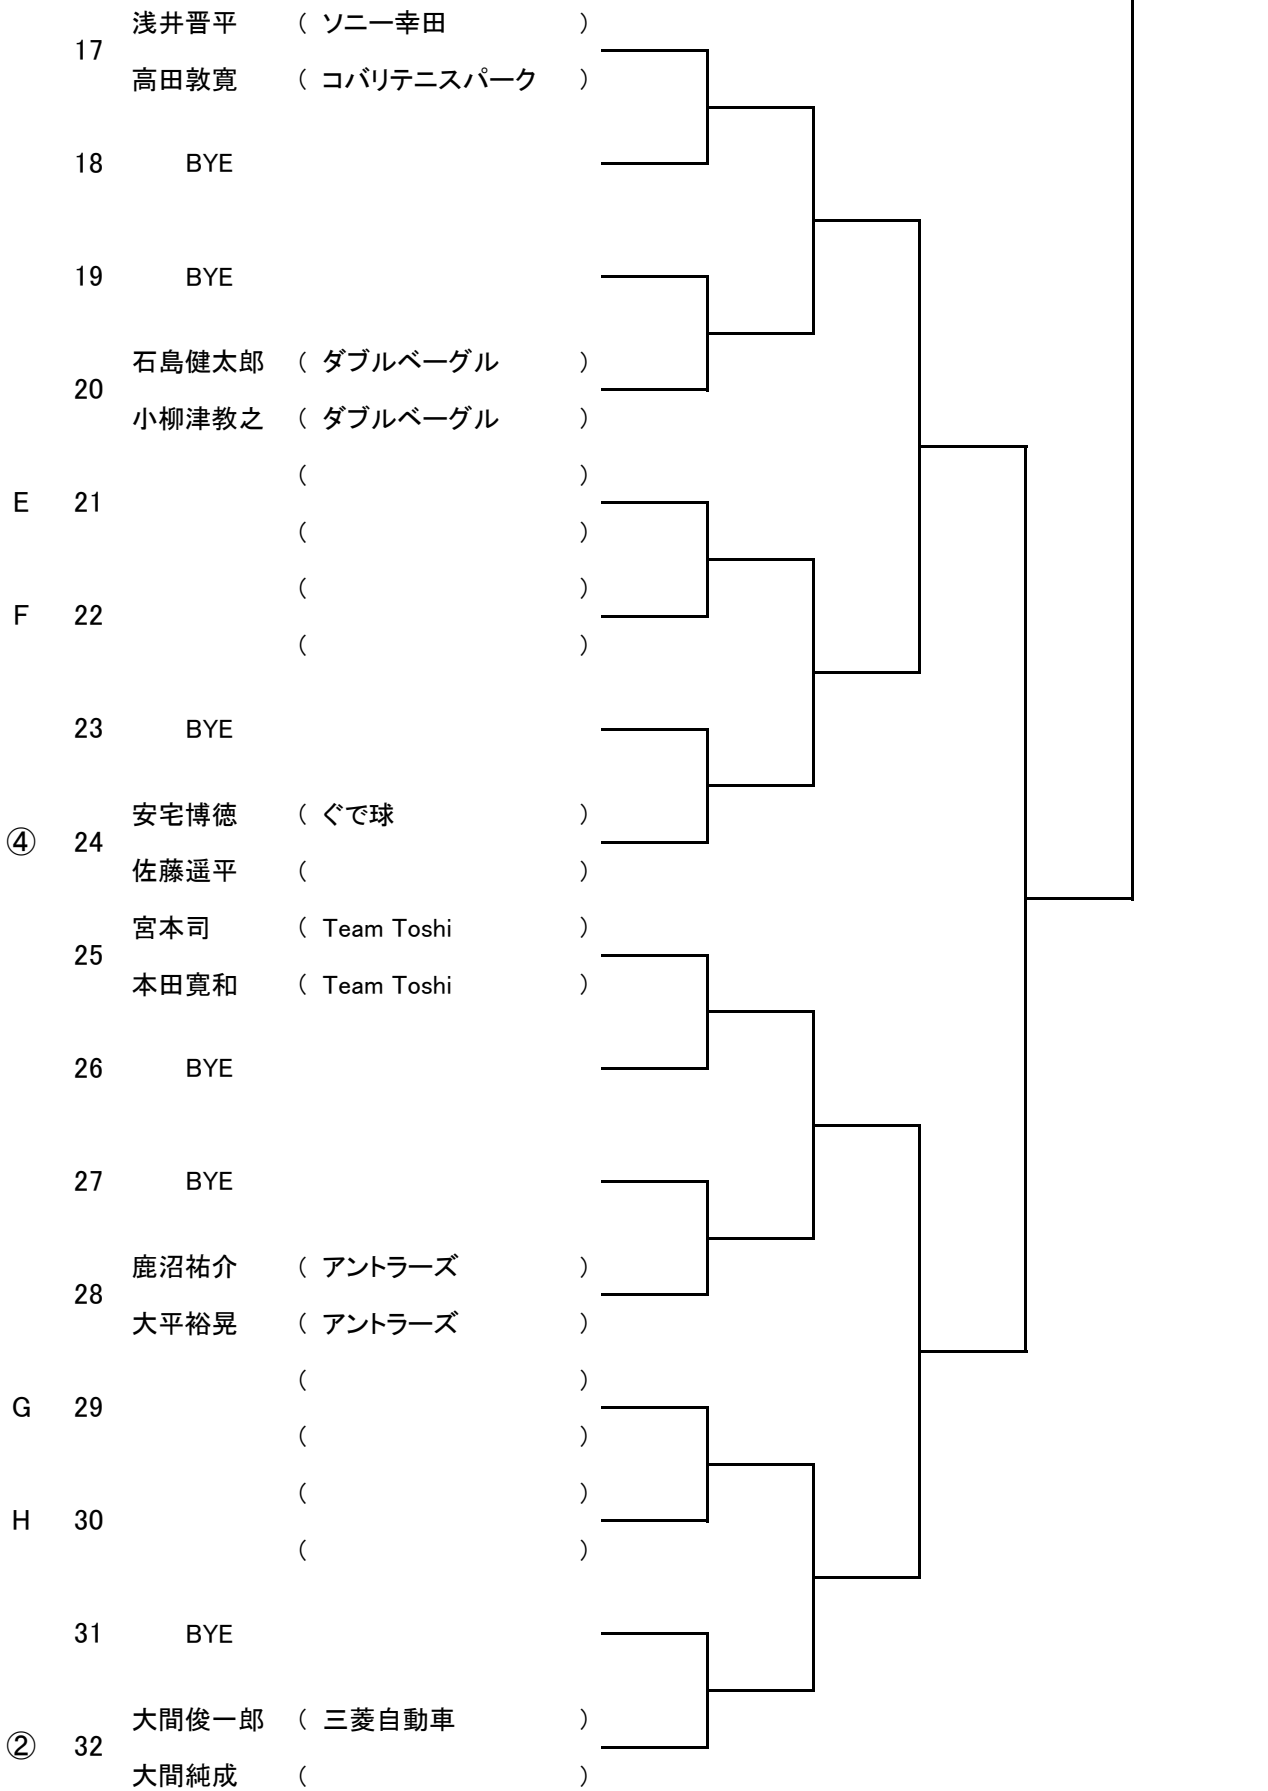 浅井晋平 ( ソニー幸田 )
17
高田敦寛 ( コバリテニスパーク )
18 BYE
19 BYE
石島健太郎 ( ダブルベーグル )
20
小柳津教之 ( ダブルベーグル )
( )
E 21
( )
( )
F 22
( )
23 BYE
安宅博徳 ( ぐで球 )
④ 24
佐藤遥平 ( )
宮本司 ( Team Toshi )
25
本田寛和 ( Team Toshi )
26 BYE
27 BYE
鹿沼祐介 ( アントラーズ )
28
大平裕晃 ( アントラーズ )
( )
G 29
( )
( )
H 30
( )
31 BYE
大間俊一郎 ( 三菱自動車 )
② 32
大間純成 ( )